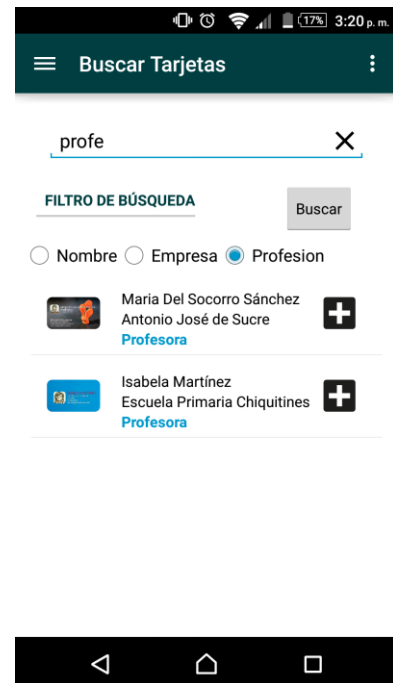 17% 3:20 p. m.
Buscar Tarjetas
profe
FILTRO DE BÚSQUEDA
Buscar
Nombre Empresa Profesion
Maria Del Socorro Sánchez
Antonio José de Sucre
Profesora
Isabela Martínez
Escuela Primaria Chiquitines
Profesora